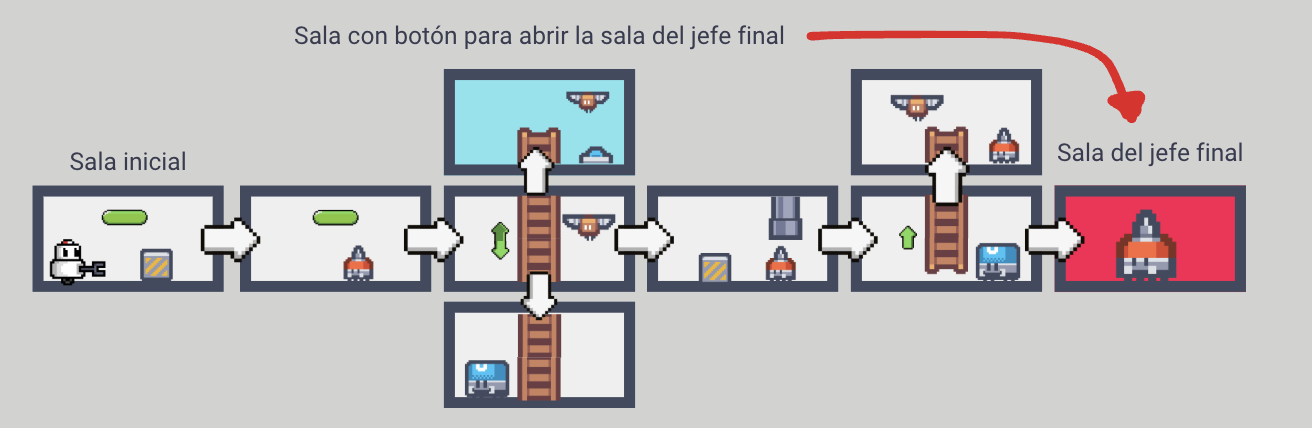 Sala con botón para abrir la sala del jefe final
Sala inicial
Sala del jefe final